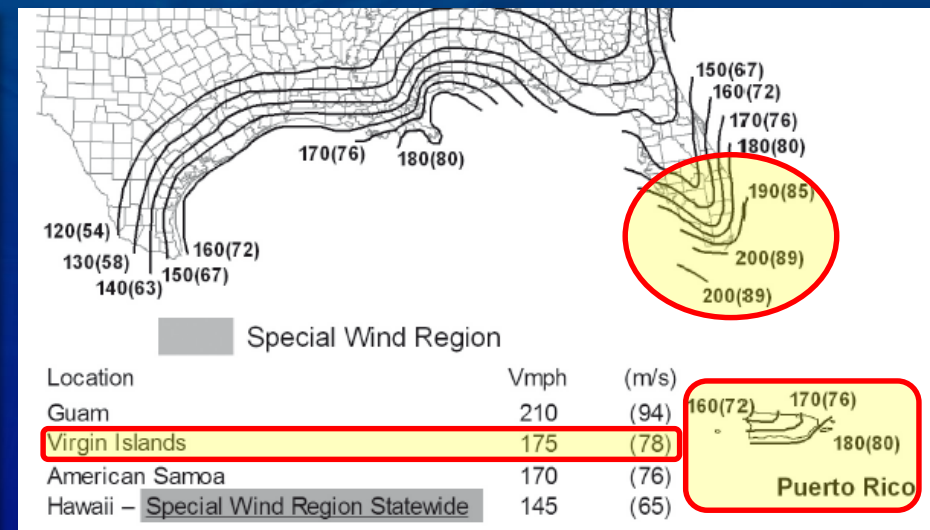 150(67)
160(72)
170(76)
180(80)
170(76)
180(80)
190(85)
120(54)
130(58)
140(63)
150(67)
160(72)
200(89)
200(89)
Special Wind Region
Location Vmph (m/s)
Guam 210 (94)
Virgin Islands 175 (78)
American Samoa 170 (76)
Hawaii – Special Wind Region Statewide 145 (65)
160(72)
170(76)
180(80)
Puerto Rico